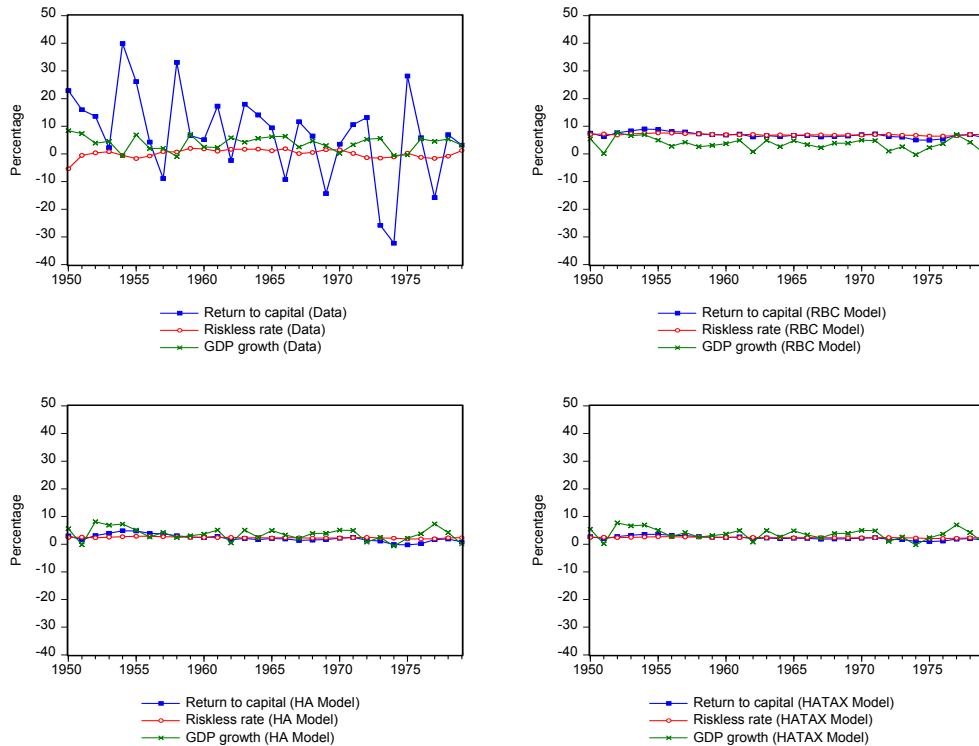 50
40
30
20
10
0
-10
-20
-30
-40
Percentage
1950 1955 1960 1965 1970 1975
Return to capital (Data)
Riskless rate (Data)
GDP growth (Data)
50
40
30
20
10
0
-10
-20
-30
-40
Percentage
1950 1955 1960 1965 1970 1975
Return to capital (RBC Model)
Riskless rate (RBC Model)
GDP growth (RBC Model)
50
40
30
20
10
0
-10
-20
-30
-40
Percentage
1950 1955 1960 1965 1970 1975
Return to capital (HA Model)
Riskless rate (HA Model)
GDP growth (HA Model)
50
40
30
20
10
0
-10
-20
-30
-40
Percentage
1950 1955 1960 1965 1970 1975
Return to capital (HATAX Model)
Riskless rate (HATAX Model)
GDP growth (HATAX Model)